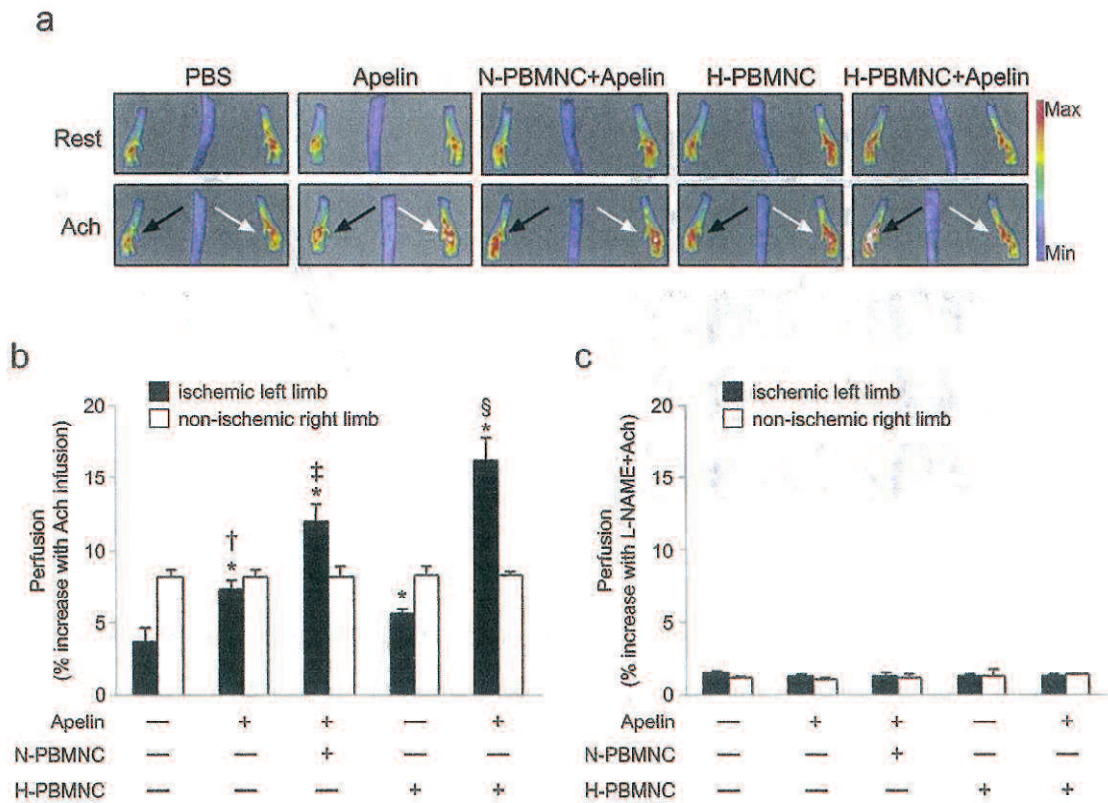 a
PBS Apelin N-PBMNC+Apelin H-PBMNC H-PBMNC+Apelin
Rest Max
Ach Min
b
ischemic left limb
non-ischemic right limb
Perfusion
(% increase with Ach infusion)
20
15
10
5
0
† * ‡ * * § *
Apelin — + + — +
N-PBMNC — — + — —
H-PBMNC — — — + +
c
ischemic left limb
non-ischemic right limb
Perfusion
(% increase with L-NAME+Ach)
20
15
10
5
0
Apelin — + + — +
N-PBMNC — — + — —
H-PBMNC — — — + +